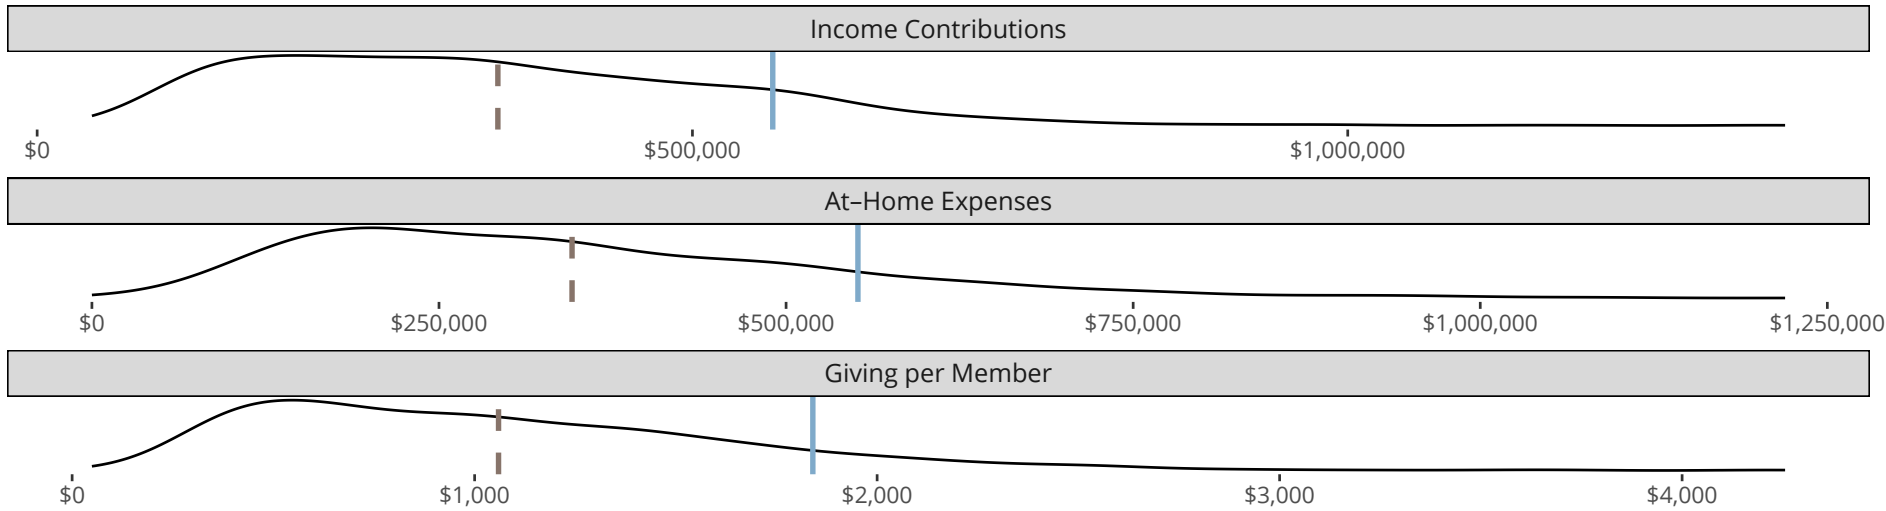 Income Contributions
$0 $500,000 $1,000,000
At–Home Expenses
$0 $250,000 $500,000 $750,000 $1,000,000 $1,250,000
Giving per Member
$0 $1,000 $2,000 $3,000 $4,000